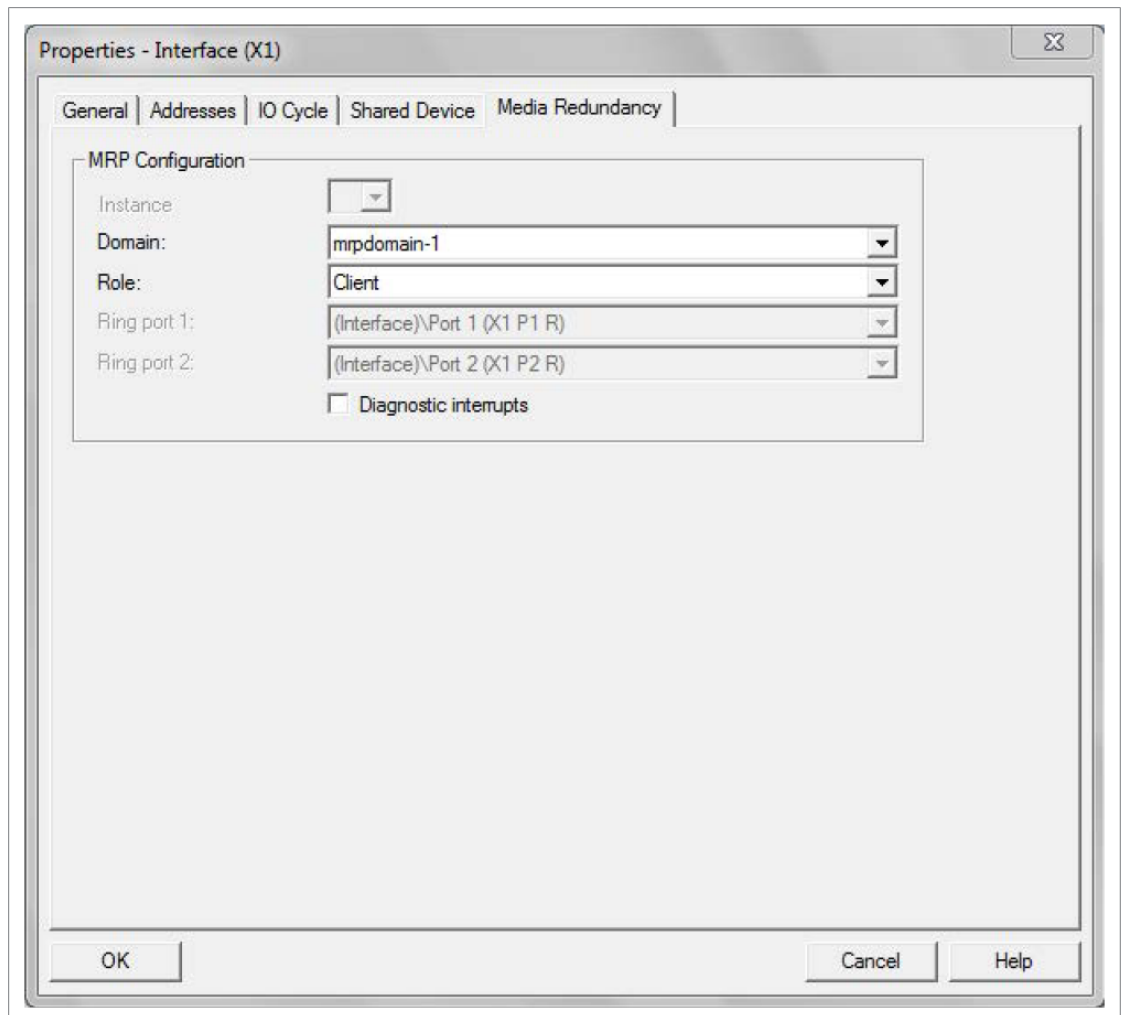 Properties - Interface (X1)
General Addresses IO Cycle Shared Device Media Redundancy
MRP Configuration
Instance
Domain: mrpdomain-1
Role: Client
Ring port 1: (Interface)\Port 1 (X1 P1 R)
Ring port 2: (Interface)\Port 2 (X1 P2 R)
Diagnostic interrupts
OK Cancel Help